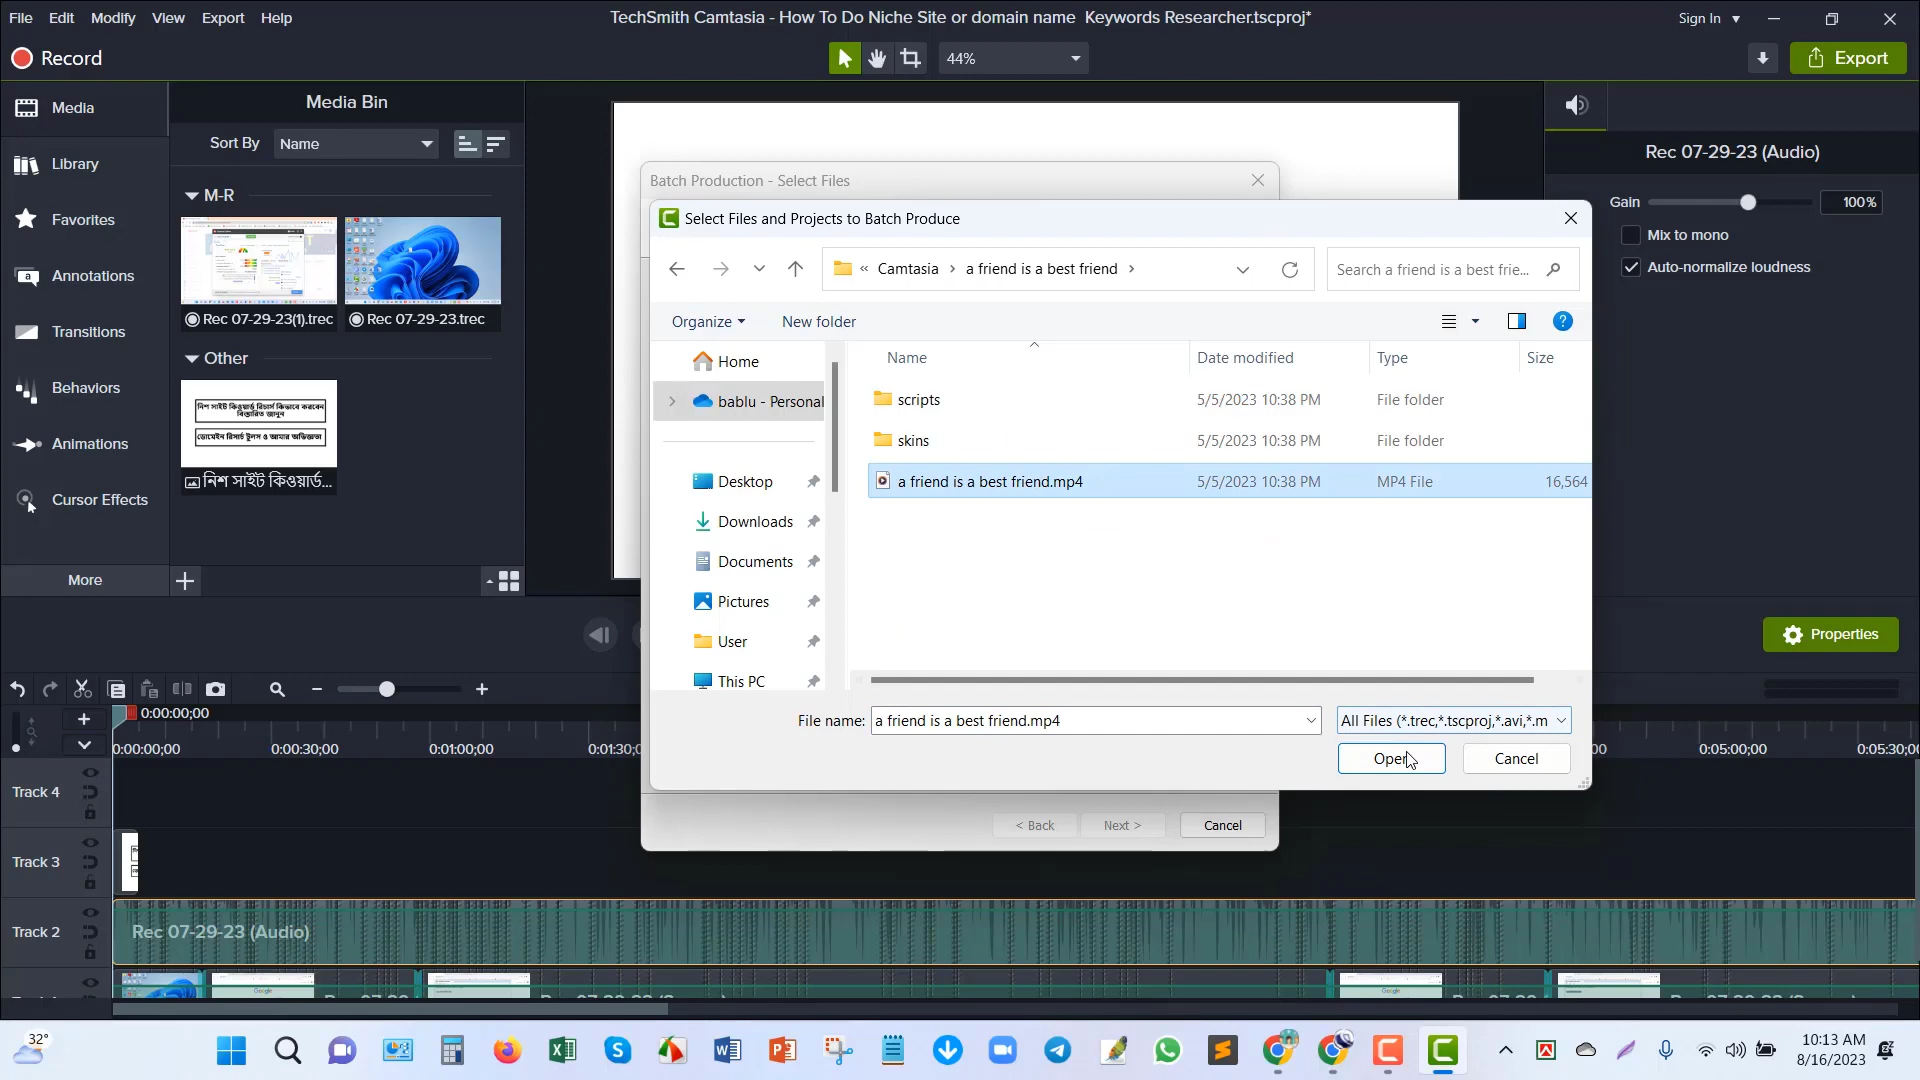 File Edit Modify View Export Help
TechSmith Camtasia - How To Do Niche Site or domain name Keywords Researcher.tscproj*
Sign In
Record
44%
Export
Media
Library
Favorites
Annotations
Transitions
Behaviors
Animations
Cursor Effects
More
Media Bin
Sort By Name
M-R
Rec 07-29-23(1).trec
Rec 07-29-23.trec
Other
নিশ সাইট কিওয়ার্ড রিচার্স কিভাবে করবেন
বিস্তারিত জানুন
ডোমেইন রিসার্চ টুলস ও আমার অভিজ্ঞতা
নিশ সাইট কিওয়ার্ড...
Batch Production - Select Files
Select Files and Projects to Batch Produce
« Camtasia › a friend is a best friend ›
Search a friend is a best frie...
Organize
New folder
Home
bablu - Personal
Desktop
Downloads
Documents
Pictures
User
This PC
Name Date modified Type Size
scripts 5/5/2023 10:38 PM File folder
skins 5/5/2023 10:38 PM File folder
a friend is a best friend.mp4 5/5/2023 10:38 PM MP4 File 16,564
File name: a friend is a best friend.mp4
All Files (*.trec,*.tscproj,*.avi,*.m
Open
Cancel
< Back Next > Cancel
Rec 07-29-23 (Audio)
Gain 100%
Mix to mono
Auto-normalize loudness
Properties
0:00:00;00
0:00:00;00 0:00:30;00 0:01:00;00 0:01:30;0 00 0:05:00;00 0:05:30;0
Track 4
Track 3
Track 2
Rec 07-29-23 (Audio)
32°
10:13 AM
8/16/2023